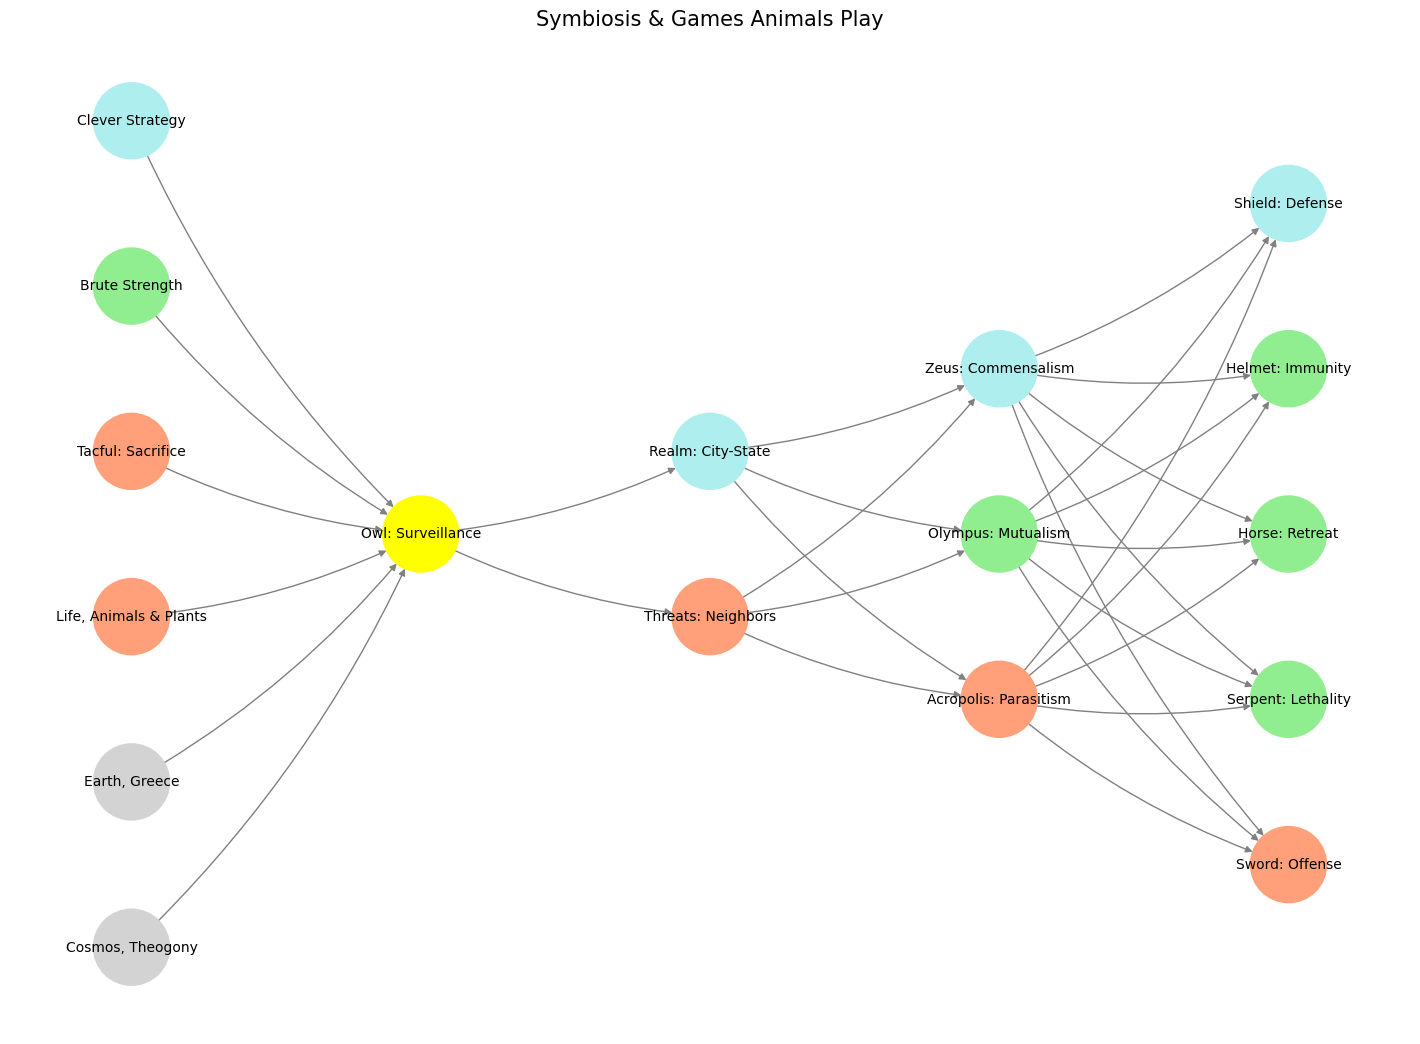 Symbiosis & Games Animals Play
Clever Strategy
Brute Strength
Tacful: Sacrifice
Life, Animals & Plants
Earth, Greece
Cosmos, Theogony
Owl: Surveillance
Realm: City-State
Threats: Neighbors
Zeus: Commensalism
Olympus: Mutualism
Acropolis: Parasitism
Shield: Defense
Helmet: Immunity
Horse: Retreat
Serpent: Lethality
Sword: Offense